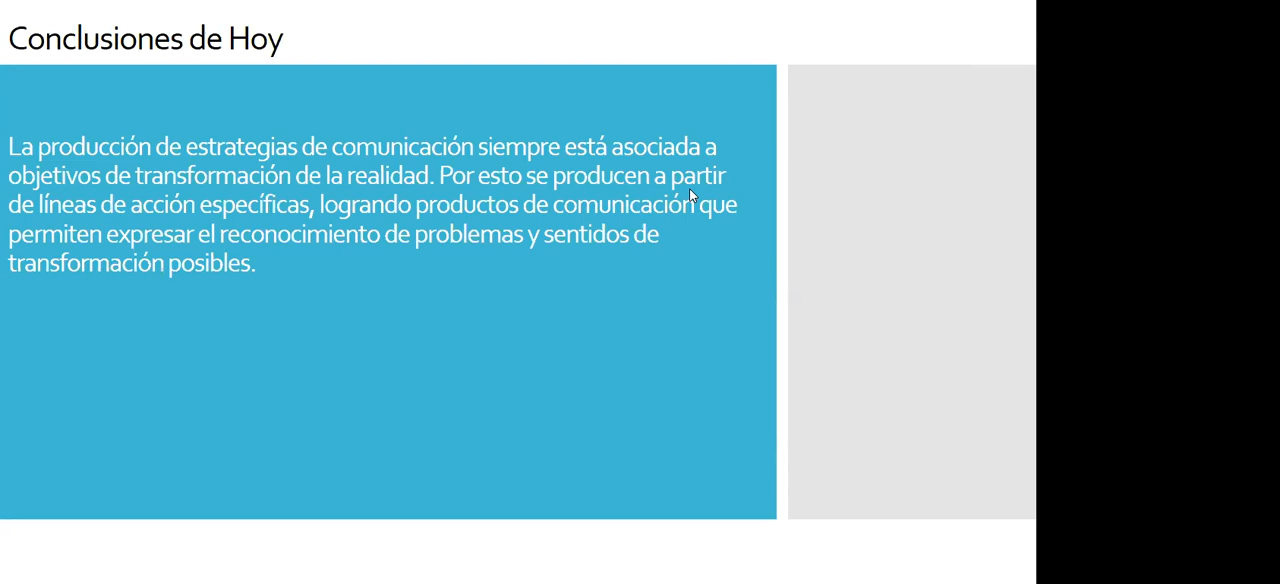 Conclusiones de Hoy
La producción de estrategias de comunicación siempre está asociada a
objetivos de transformación de la realidad. Por esto se producen a partir
de líneas de acción específicas, logrando productos de comunicación que
permiten expresar el reconocimiento de problemas y sentidos de
transformación posibles.